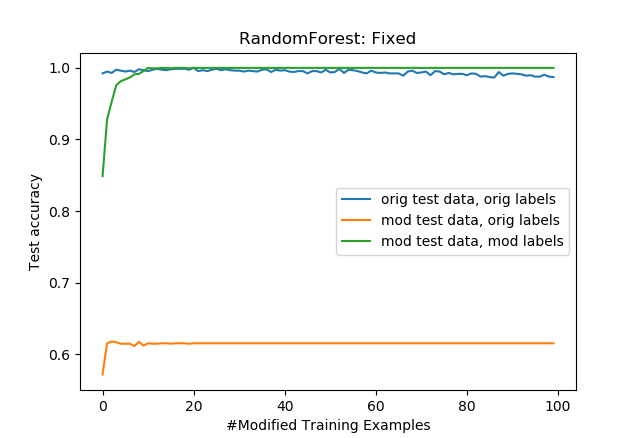 RandomForest: Fixed
1.0
0.9
0.8
0.7
0.6
Test accuracy
orig test data, orig labels
mod test data, orig labels
mod test data, mod labels
0 20 40 60 80 100
#Modified Training Examples